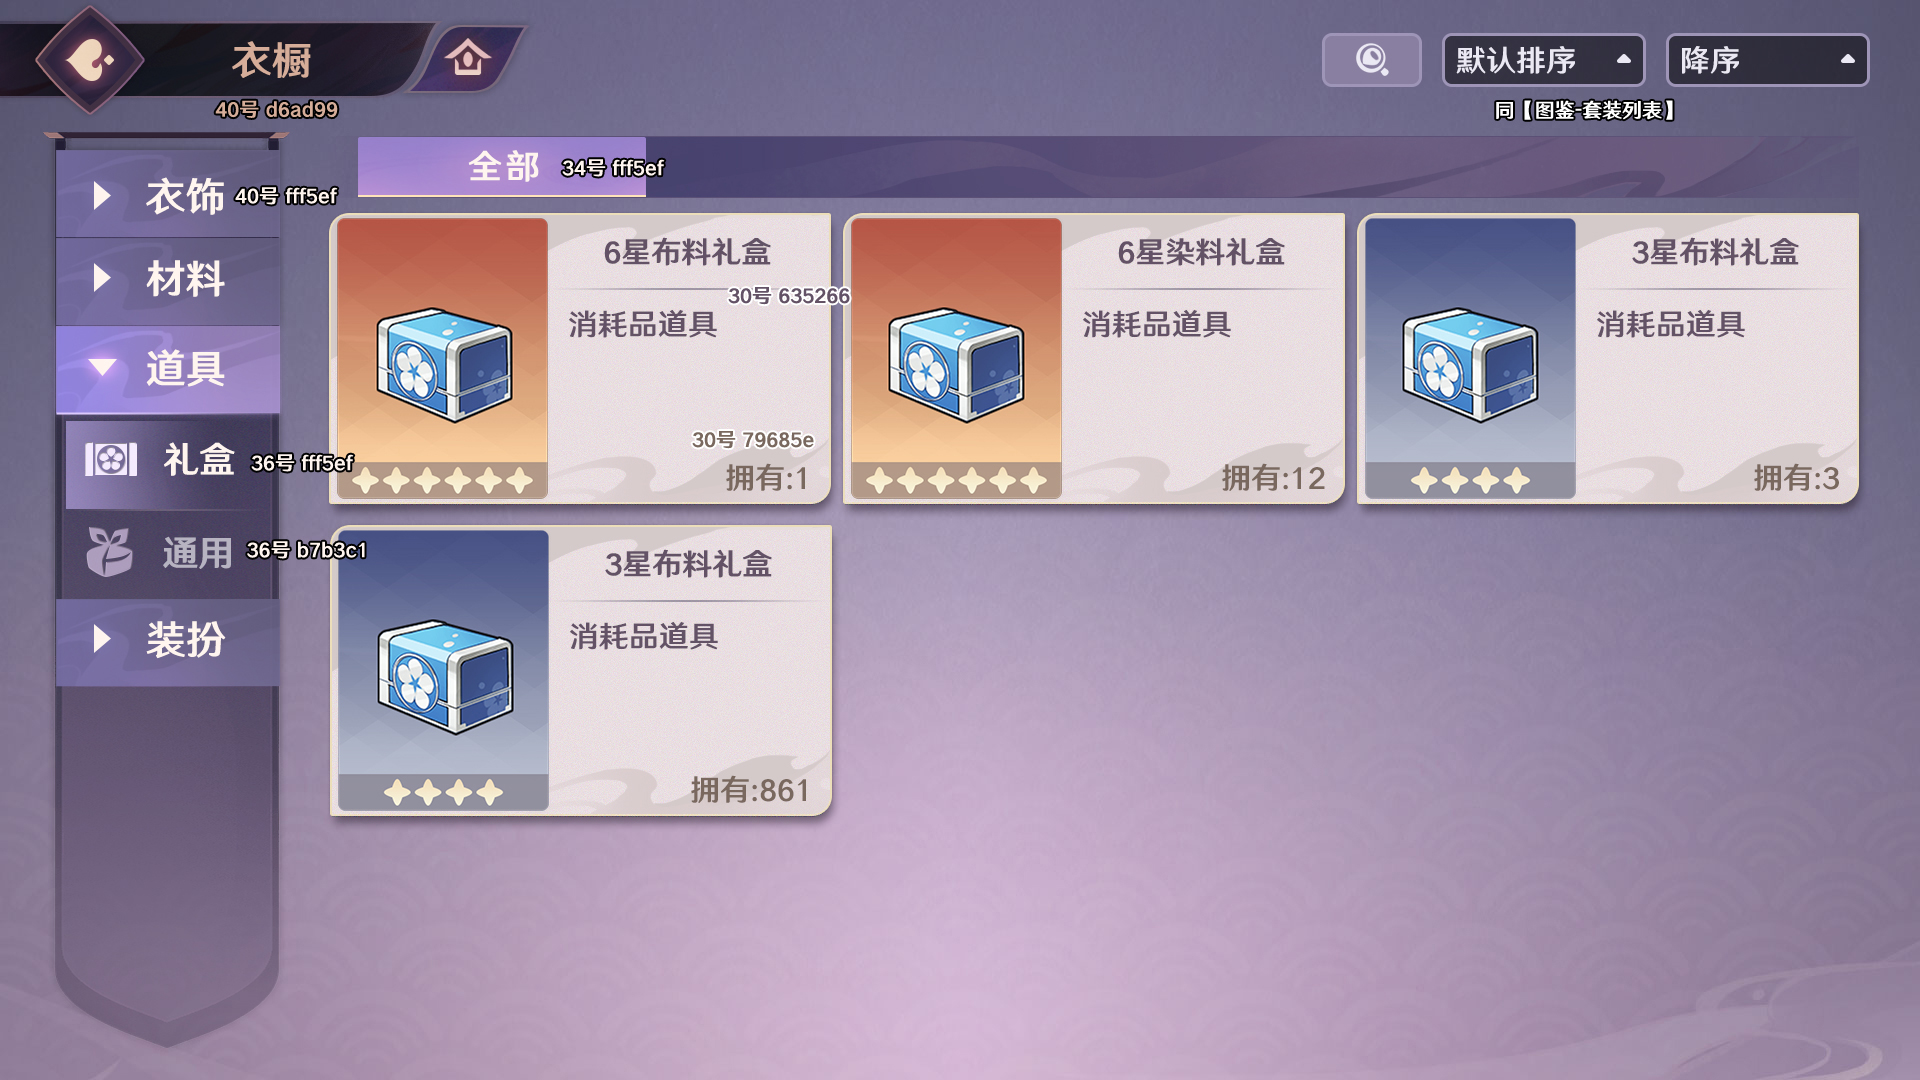 衣橱
40号 d6ad99
默认排序
降序
同【图鉴-套装列表】
衣饰 40号 fff5ef
材料
道具
礼盒 36号 fff5ef
通用 36号 b7b3c1
装扮
全部 34号 fff5ef
6星布料礼盒
30号 635266
消耗品道具
30号 79685e
拥有:1
6星染料礼盒
消耗品道具
拥有:12
3星布料礼盒
消耗品道具
拥有:3
3星布料礼盒
消耗品道具
拥有:861